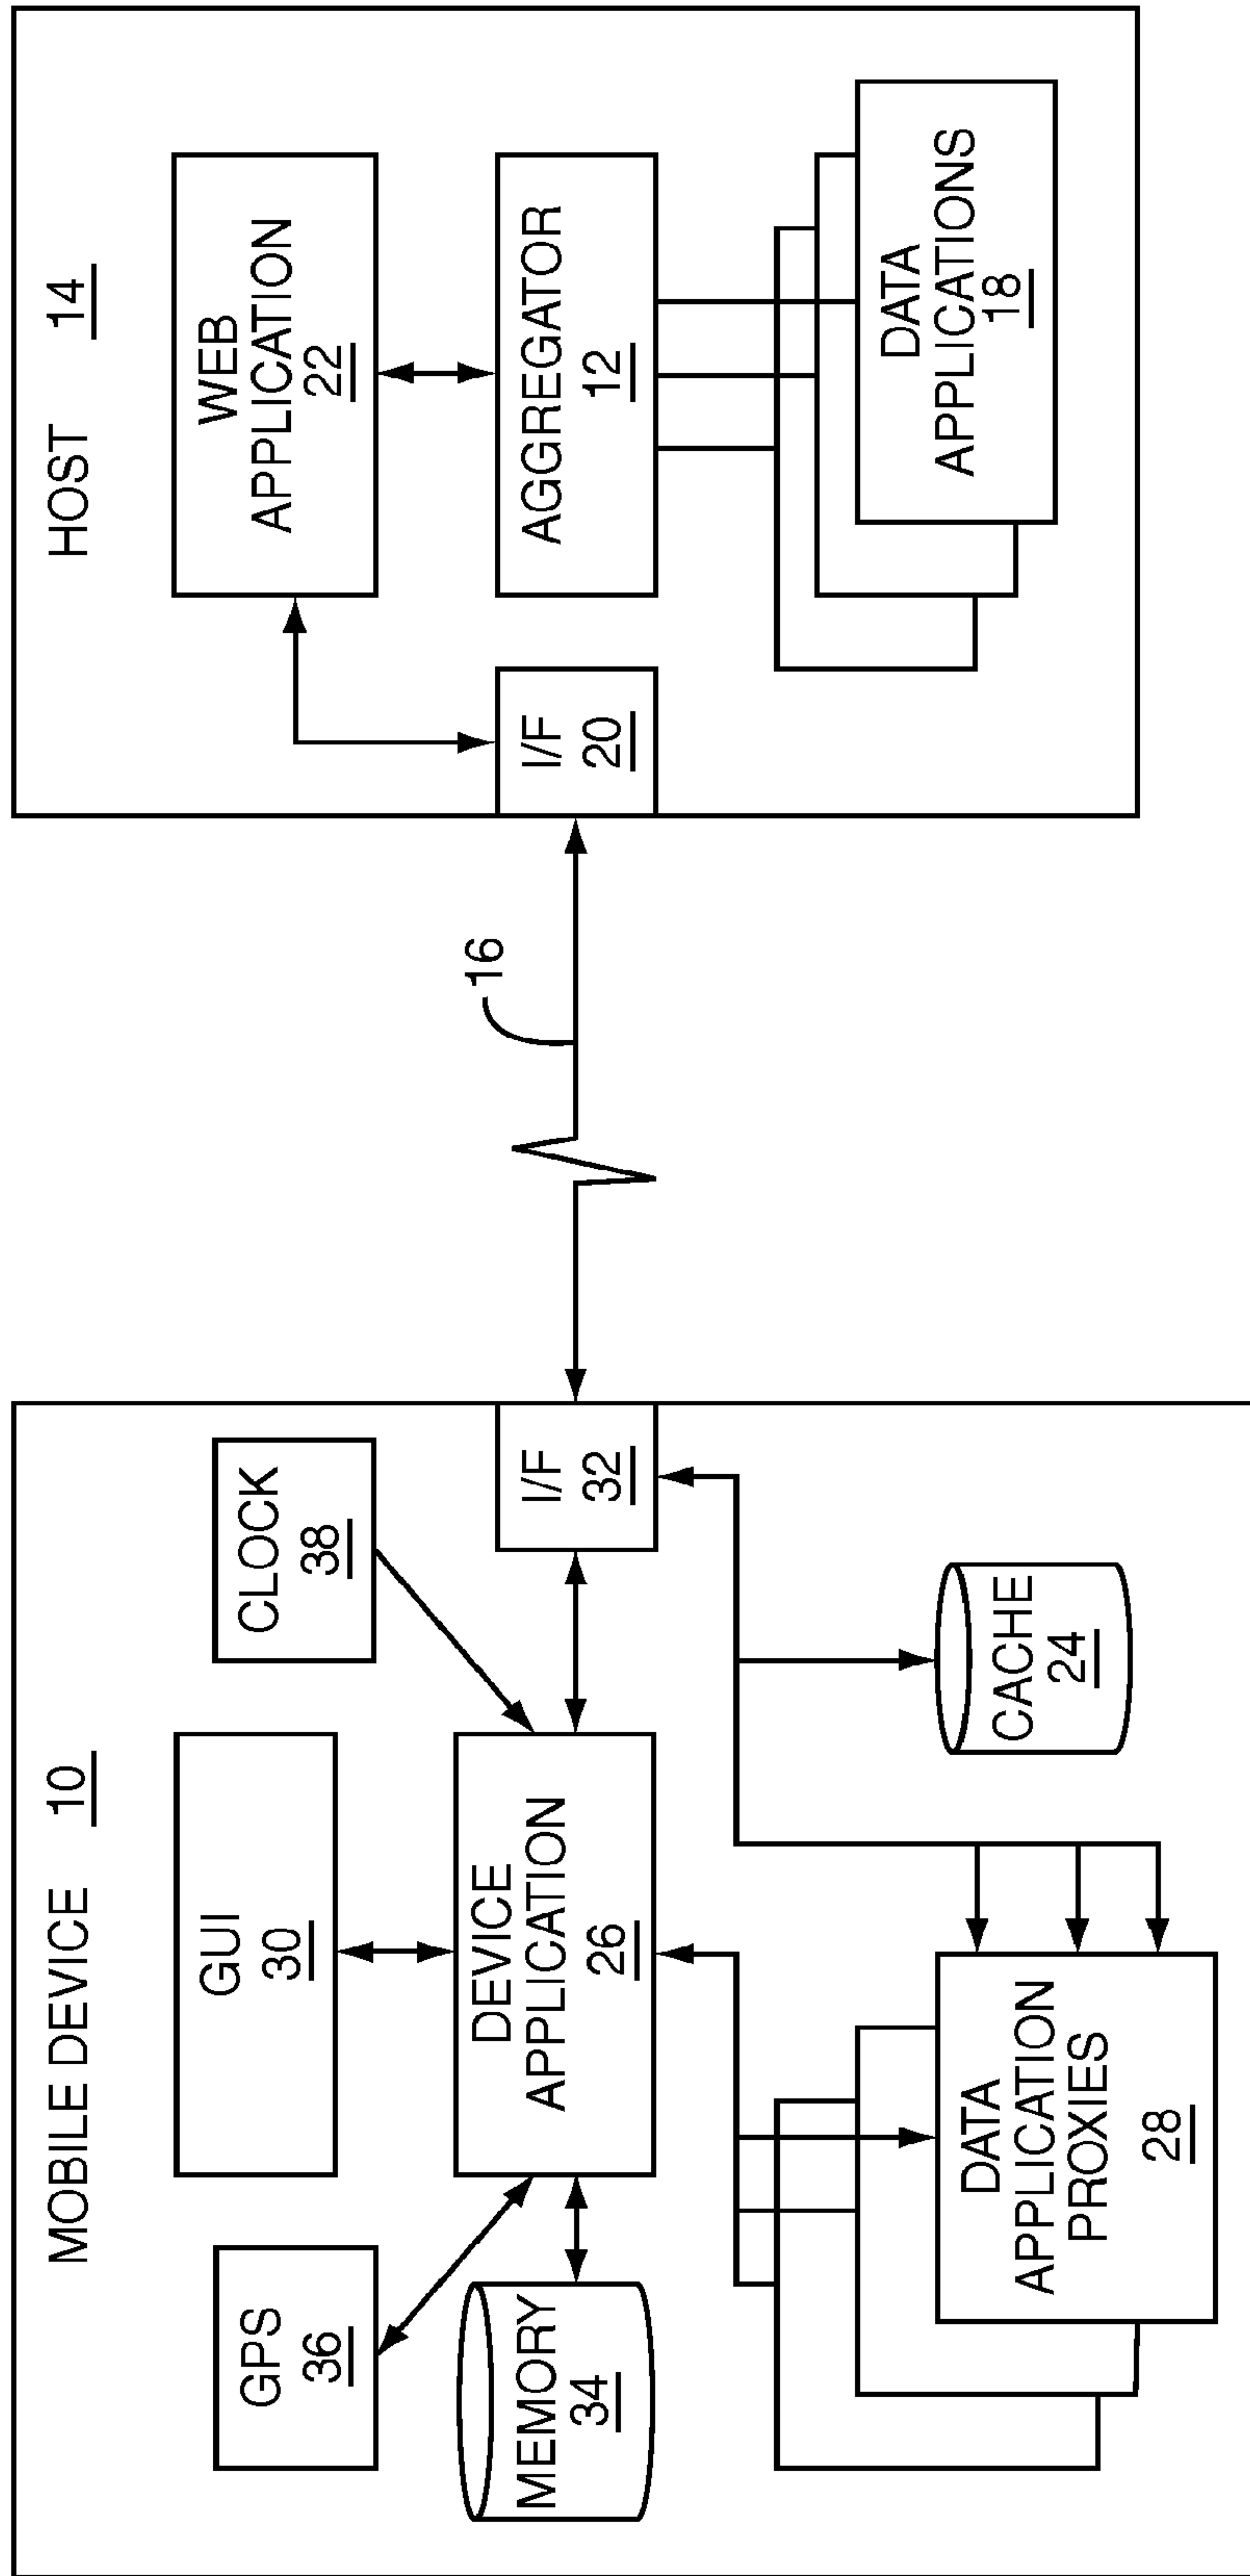 MOBILE DEVICE 10
GPS
36
GUI
30
CLOCK
38
MEMORY
34
DEVICE
APPLICATION
26
I/F
32
DATA
APPLICATION
PROXIES
28
CACHE
24
16
HOST 14
WEB
APPLICATION
22
I/F
20
AGGREGATOR
12
DATA
APPLICATIONS
18